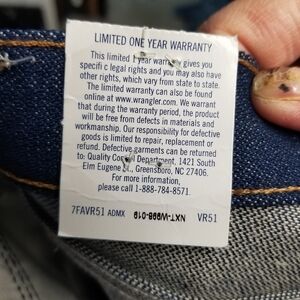 LIMITED ONE YEAR WARRANTY
This limited 1 year warranty gives you
specific legal rights and you may also have
other rights, which vary from state to state.
The limited warranty can also be found
online at www.wrangler.com. We warrant
that during the warranty period, the product
will be free from defects in materials and
workmanship. Our responsibility for defective
goods is limited to repair, replacement or
refund. Defective garments can be returned
to: Quality Control Department, 1421 South
Elm Eugene St., Greensboro, NC 27406.
For more information,
please call 1-888-784-8571.
7FAVR51 ADMX NXT-W998-019 VR51